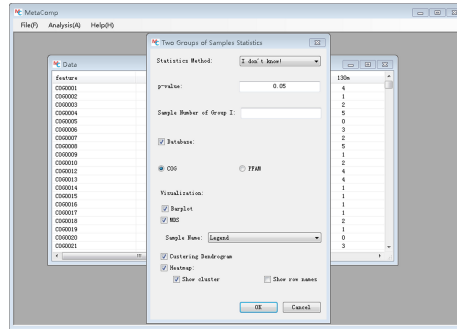 MetaComp
File(F) Analysis(A) Help(H)
Two Groups of Samples Statistics
Statistics Method: I don't know!
p-value: 0.05
Sample Number of Group I:
Database:
COG PFAM
Visualization:
Barplot
MDS
Sample Name: Legend
Clustering Dendrogram
Heatmap:
Show cluster Show row names
OK Cancel
Data
feature 130m
COG0001 4
COG0002 1
COG0003 2
COG0004 5
COG0005 0
COG0006 3
COG0007 2
COG0008 5
COG0009 1
COG0010 2
COG0012 4
COG0013 4
COG0014 1
COG0015 1
COG0016 1
COG0017 1
COG0018 2
COG0019 1
COG0020 0
COG0021 3